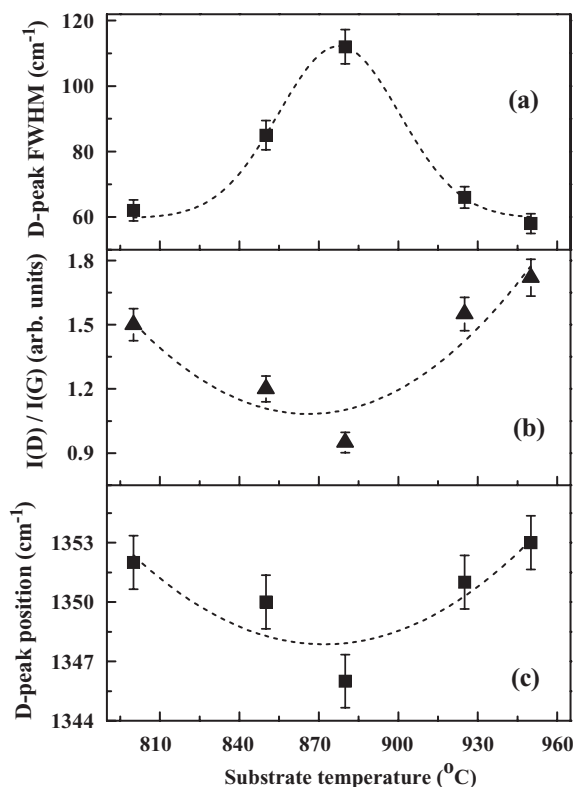 D-peak FWHM (cm⁻¹)
120
100
80
60
(a)
I(D) / I(G) (arb. units)
1.8
1.5
1.2
0.9
(b)
D-peak position (cm⁻¹)
1353
1350
1347
1344
(c)
810 840 870 900 930 960
Substrate temperature (°C)